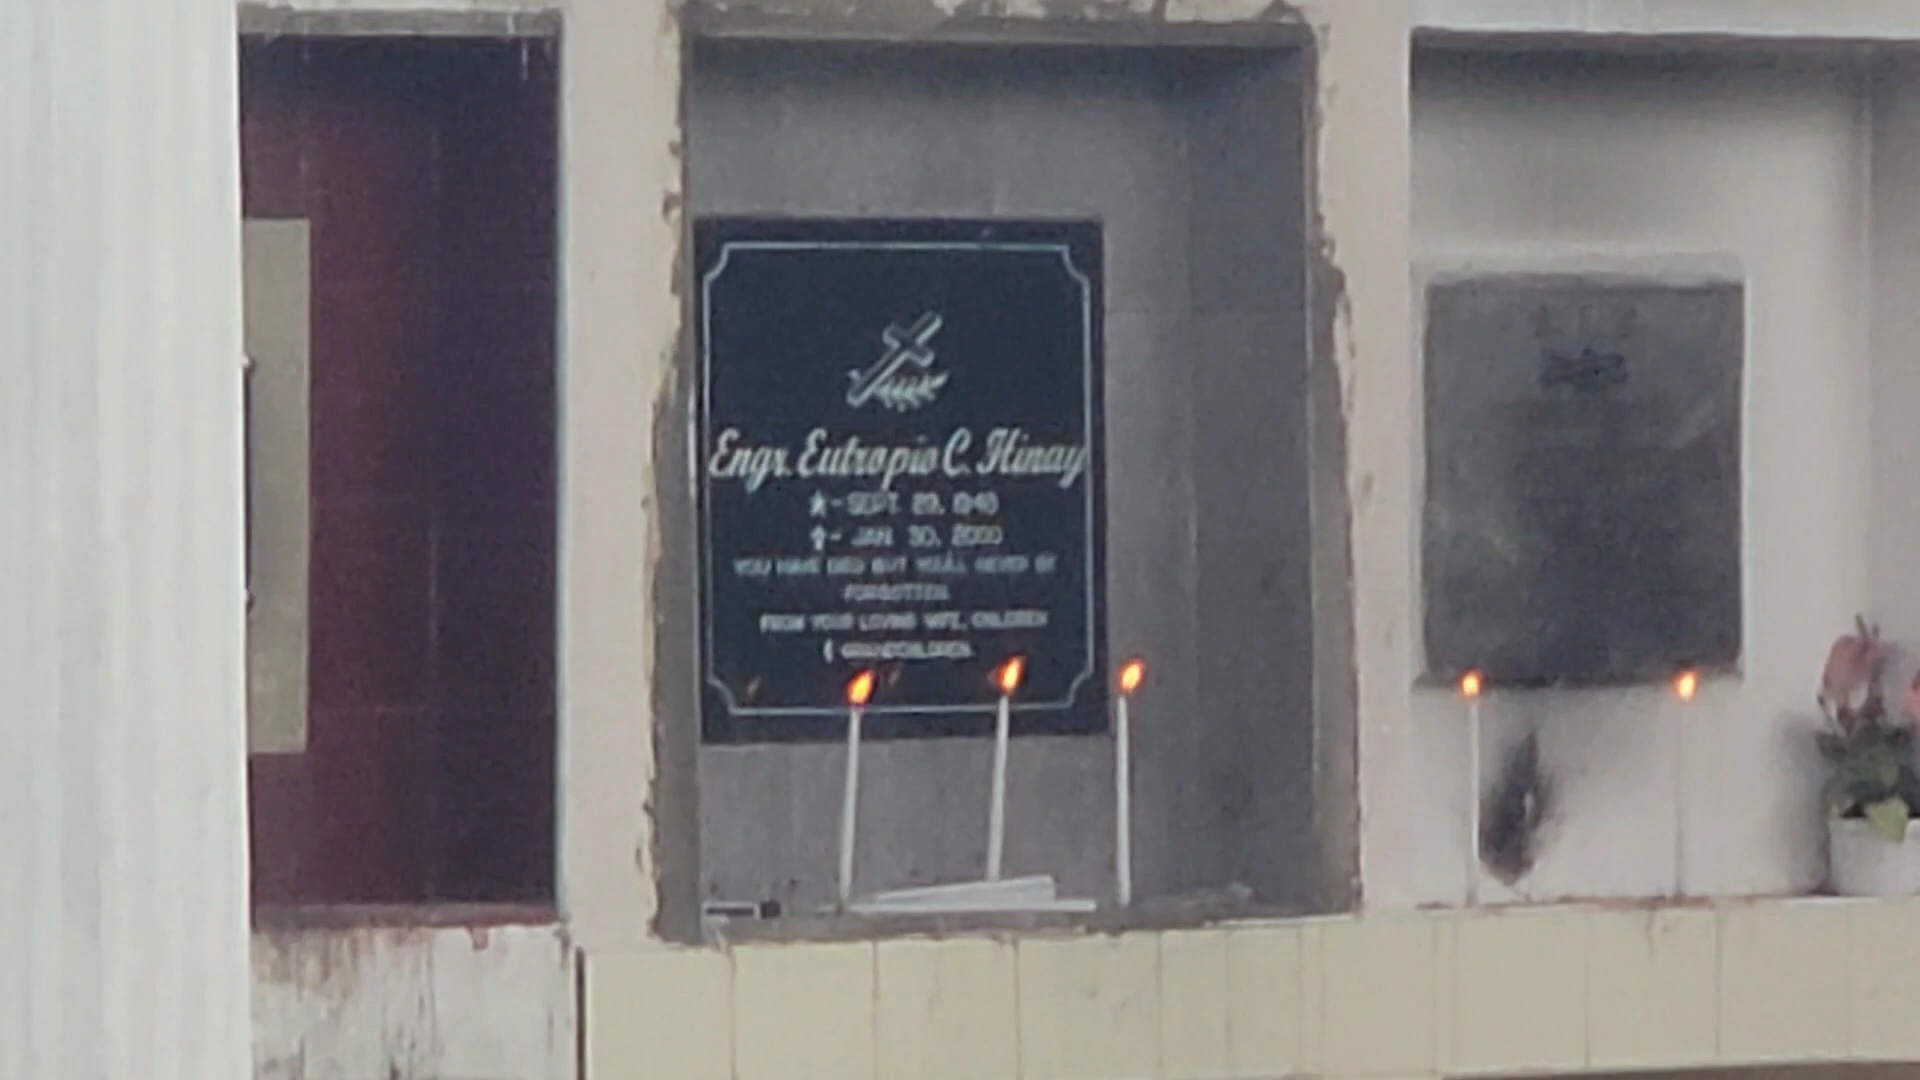 Engr. Eutropio C. Hinay
- SEPT. 29, 1948
- JAN. 30, 2000
YOU HAVE DIED BUT YOU'LL NEVER BE
FORGOTTEN.
FROM YOUR LOVING WIFE, CHILDREN
& GRANDCHILDREN.